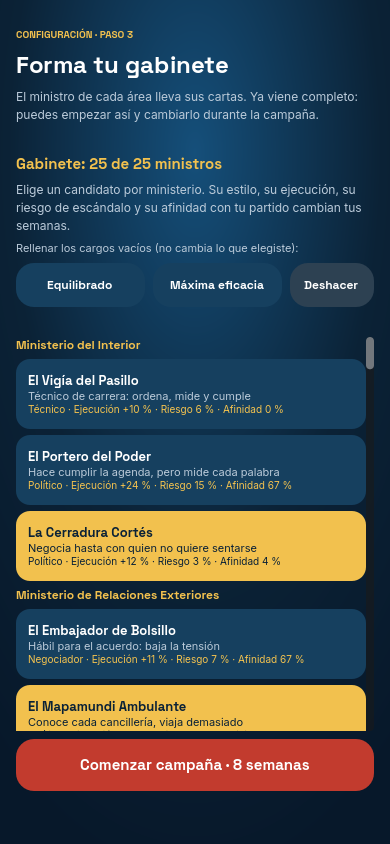 CONFIGURACIÓN · PASO 3
Forma tu gabinete
El ministro de cada área lleva sus cartas. Ya viene completo:
puedes empezar así y cambiarlo durante la campaña.
Gabinete: 25 de 25 ministros
Elige un candidato por ministerio. Su estilo, su ejecución, su
riesgo de escándalo y su afinidad con tu partido cambian tus
semanas.
Rellenar los cargos vacíos (no cambia lo que elegiste):
Equilibrado
Máxima eficacia
Deshacer
Ministerio del Interior
El Vigía del Pasillo
Técnico de carrera: ordena, mide y cumple
Técnico · Ejecución +10 % · Riesgo 6 % · Afinidad 0 %
El Portero del Poder
Hace cumplir la agenda, pero mide cada palabra
Político · Ejecución +24 % · Riesgo 15 % · Afinidad 67 %
La Cerradura Cortés
Negocia hasta con quien no quiere sentarse
Político · Ejecución +12 % · Riesgo 3 % · Afinidad 4 %
Ministerio de Relaciones Exteriores
El Embajador de Bolsillo
Hábil para el acuerdo: baja la tensión
Negociador · Ejecución +11 % · Riesgo 7 % · Afinidad 67 %
El Mapamundi Ambulante
Conoce cada cancillería, viaja demasiado
Comenzar campaña · 8 semanas